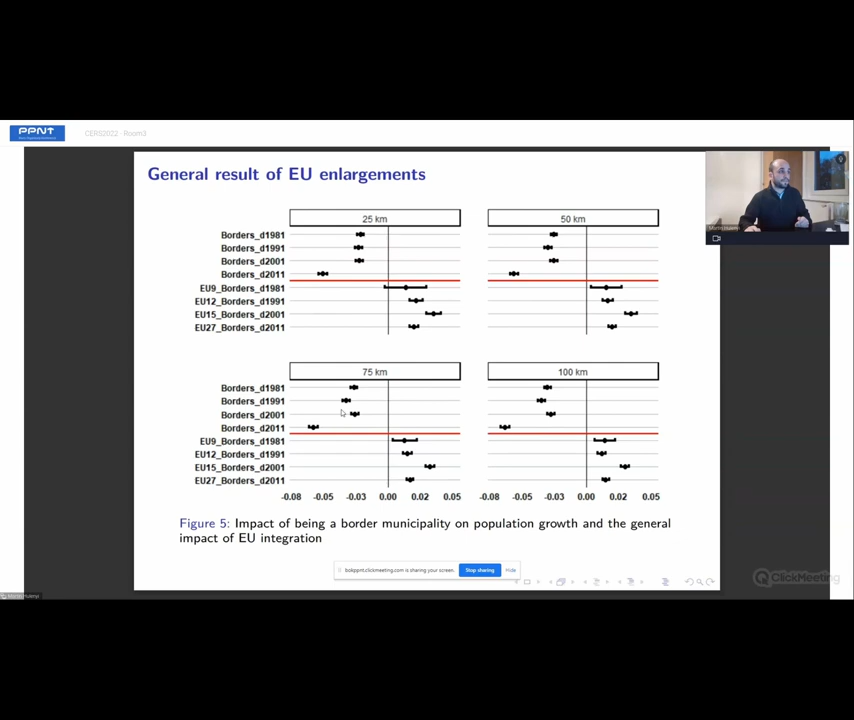 PPNT
CERS2022 - Room3
General result of EU enlargements
25 km
50 km
Borders_d1981
Borders_d1991
Borders_d2001
Borders_d2011
EU9_Borders_d1981
EU12_Borders_d1991
EU15_Borders_d2001
EU27_Borders_d2011
75 km
100 km
Borders_d1981
Borders_d1991
Borders_d2001
Borders_d2011
EU9_Borders_d1981
EU12_Borders_d1991
EU15_Borders_d2001
EU27_Borders_d2011
-0.08 -0.05 -0.03 0.00 0.02 0.05
-0.08 -0.05 -0.03 0.00 0.02 0.05
Figure 5: Impact of being a border municipality on population growth and the general
impact of EU integration
bokppnt.clickmeeting.com is sharing your screen.
Stop sharing
Hide
ClickMeeting